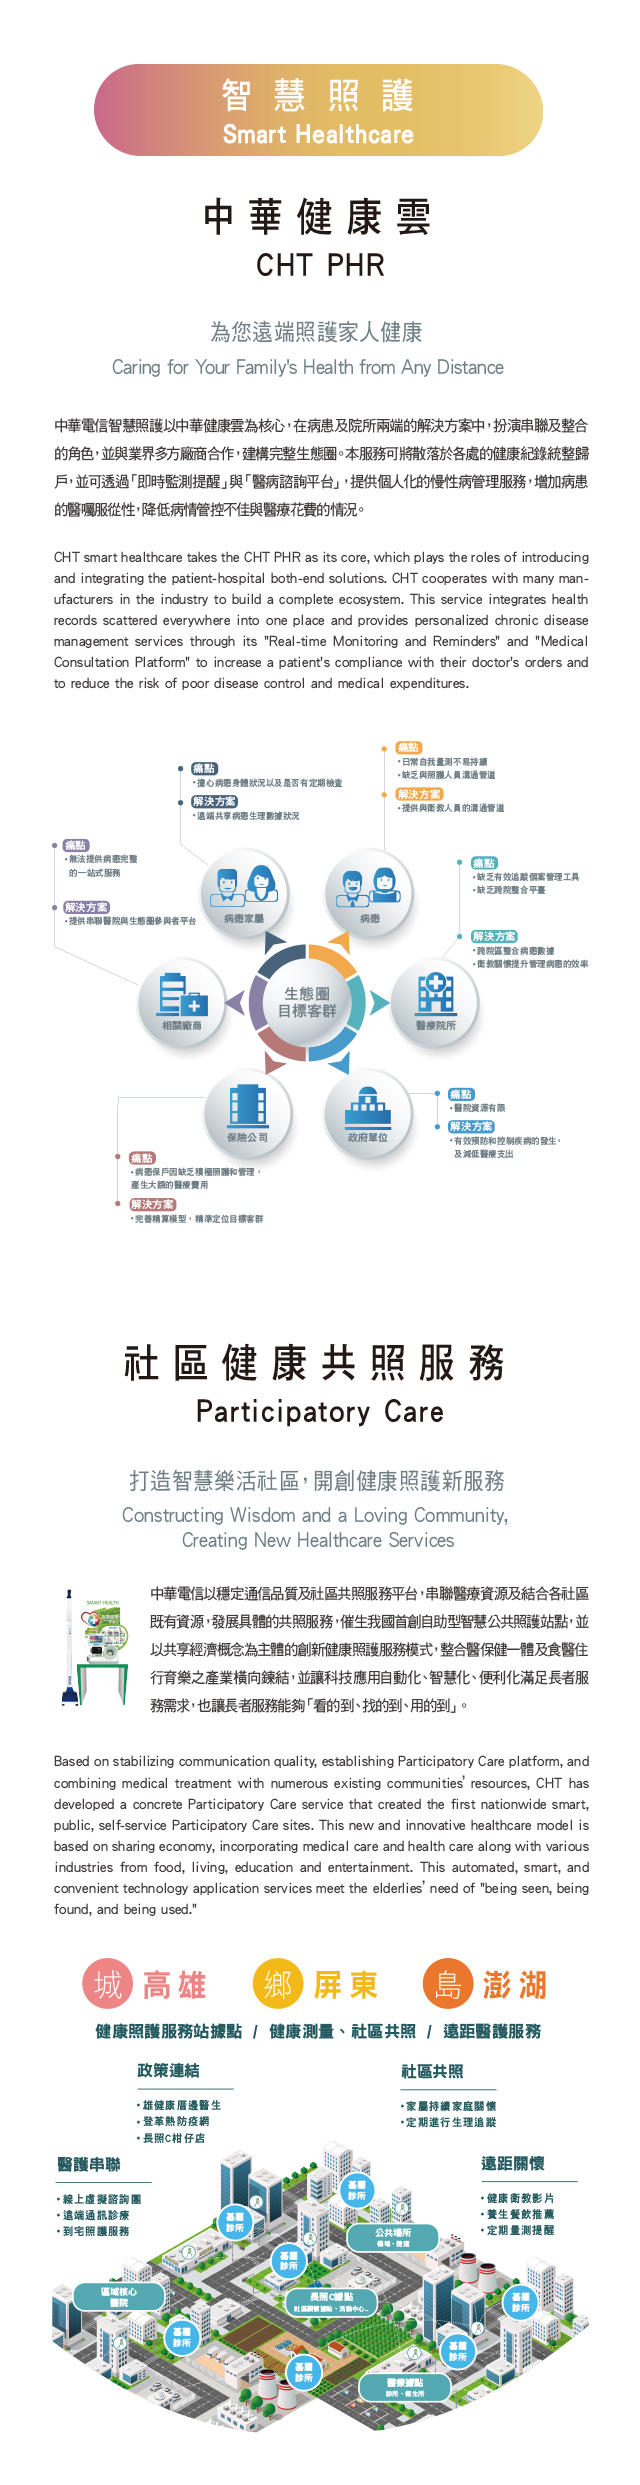 智慧照護
Smart Healthcare
中華健康雲
CHT PHR
為您遠端照護家人健康
Caring for Your Family's Health from Any Distance
中華電信智慧照護以中華健康雲為核心，在病患及院所兩端的解決方案中，扮演串聯及整合
的角色，並與業界多方廠商合作，建構完整生態圈。本服務可將散落於各處的健康紀錄統整歸
戶，並可透過「即時監測提醒」與「醫病諮詢平台」，提供個人化的慢性病管理服務，增加病患
的醫囑服從性，降低病情管控不佳與醫療花費的情況。
CHT smart healthcare takes the CHT PHR as its core, which plays the roles of introducing
and integrating the patient-hospital both-end solutions. CHT cooperates with many man-
ufacturers in the industry to build a complete ecosystem. This service integrates health
records scattered everywhere into one place and provides personalized chronic disease
management services through its "Real-time Monitoring and Reminders" and "Medical
Consultation Platform" to increase a patient's compliance with their doctor's orders and
to reduce the risk of poor disease control and medical expenditures.
痛點
・擔心病患身體狀況以及是否有定期檢查
解決方案
・遠端共享病患生理數據狀況
痛點
・日常自我量測不易持續
・缺乏與照護人員溝通管道
解決方案
・提供與衛教人員的溝通管道
痛點
・無法提供病患完整
的一站式服務
解決方案
・提供串聯醫院與生態圈參與者平台
痛點
・缺乏有效追蹤個案管理工具
・缺乏跨院整合平臺
解決方案
・跨院區整合病患數據
・衛教關懷提升管理病患的效率
病患家屬
病患
相關廠商
生態圈
目標客群
醫療院所
保險公司
政府單位
痛點
・醫院資源有限
解決方案
・有效預防和控制疾病的發生，
及減低醫療支出
痛點
・病患保戶因缺乏積極照護和管理，
產生大額的醫療費用
解決方案
・完善精算模型，精準定位目標客群
社區健康共照服務
Participatory Care
打造智慧樂活社區，開創健康照護新服務
Constructing Wisdom and a Loving Community,
Creating New Healthcare Services
SMART HEALTH
中華電信以穩定通信品質及社區共照服務平台，串聯醫療資源及結合各社區
既有資源，發展具體的共照服務，催生我國首創自助型智慧公共照護站點，並
以共享經濟概念為主體的創新健康照護服務模式，整合醫保健一體及食醫住
行育樂之產業橫向鍊結，並讓科技應用自動化、智慧化、便利化滿足長者服
務需求，也讓長者服務能夠「看的到、找的到、用的到」。
Based on stabilizing communication quality, establishing Participatory Care platform, and
combining medical treatment with numerous existing communities' resources, CHT has
developed a concrete Participatory Care service that created the first nationwide smart,
public, self-service Participatory Care sites. This new and innovative healthcare model is
based on sharing economy, incorporating medical care and health care along with various
industries from food, living, education and entertainment. This automated, smart, and
convenient technology application services meet the elderlies' need of "being seen, being
found, and being used."
城 高雄
鄉 屏東
島 澎湖
健康照護服務站據點 / 健康測量、社區共照 / 遠距醫護服務
政策連結
・雄健康厝邊醫生
・登革熱防疫網
・長照C柑仔店
社區共照
・家屬持續家庭關懷
・定期進行生理追蹤
醫護串聯
・線上虛擬諮詢團
・遠端通訊診療
・到宅照護服務
遠距關懷
・健康衛教影片
・養生餐飲推薦
・定期量測提醒
基層
診所
基層
診所
公共場所
機場、捷運
基層
診所
區域核心
醫院
長照C據點
社區關懷據點、活動中心...
基層
診所
基層
診所
基層
診所
基層
診所
醫療據點
診所、衛生所